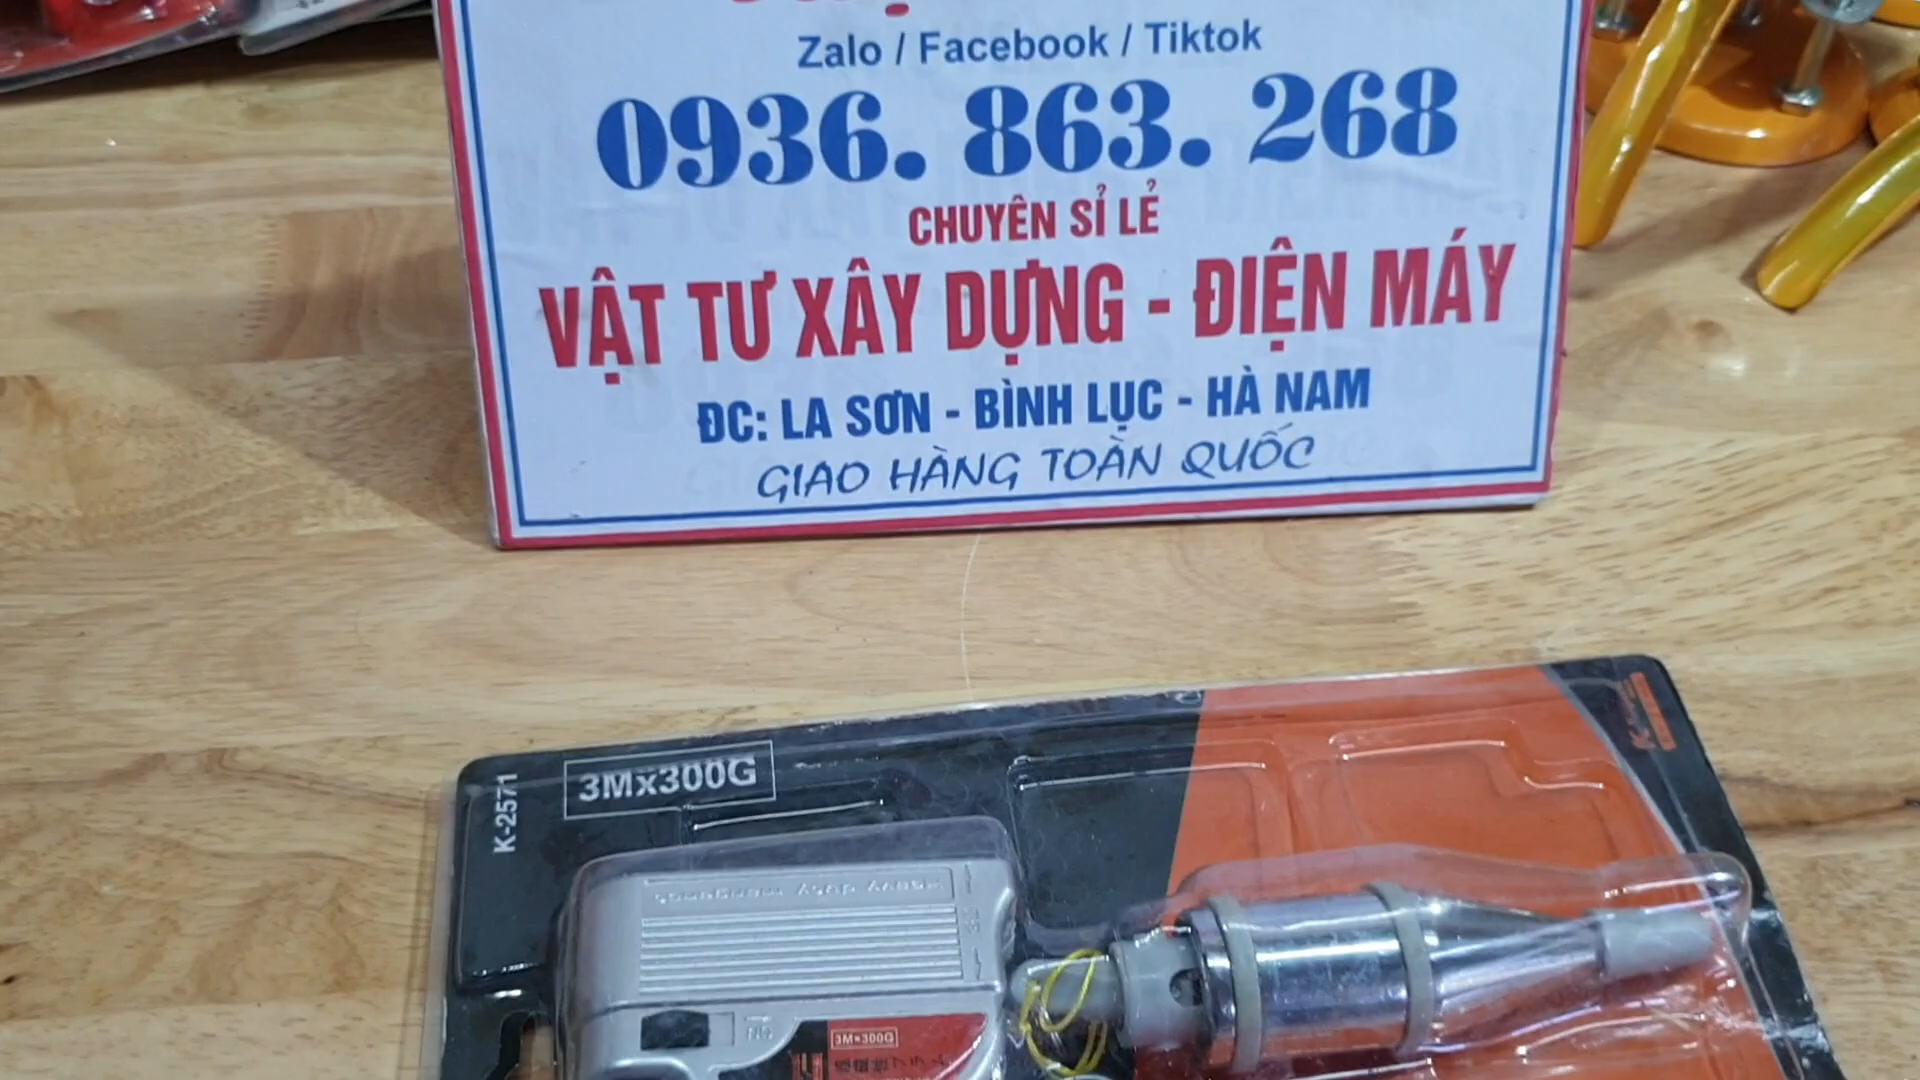 Zalo / Facebook / Tiktok
0936. 863. 268
CHUYÊN SỈ LẺ
VẬT TƯ XÂY DỰNG - ĐIỆN MÁY
ĐC: LA SƠN - BÌNH LỤC - HÀ NAM
GIAO HÀNG TOÀN QUỐC
3Mx300G
K-2571
3M×300G